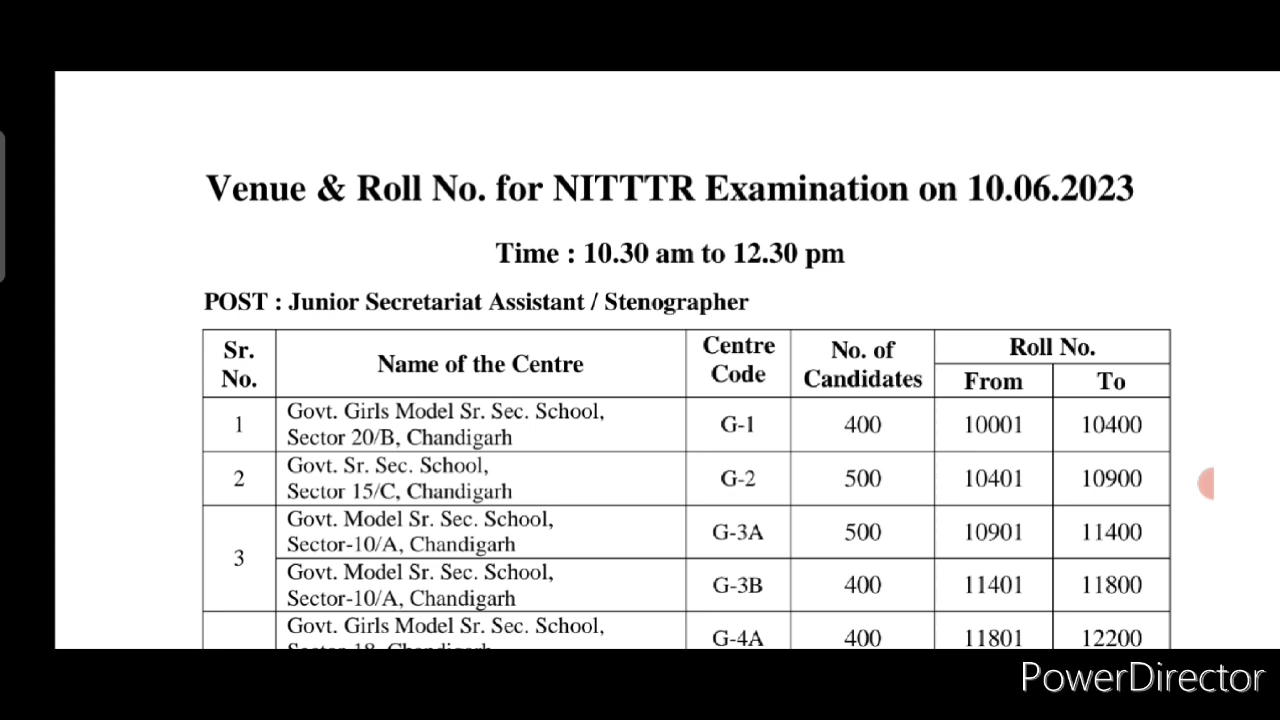 Venue & Roll No. for NITTTR Examination on 10.06.2023
Time : 10.30 am to 12.30 pm
POST : Junior Secretariat Assistant / Stenographer
Sr. No. Name of the Centre Centre Code No. of Candidates Roll No.
From To
1 Govt. Girls Model Sr. Sec. School, G-1 400 10001 10400
Sector 20/B, Chandigarh
2 Govt. Sr. Sec. School, G-2 500 10401 10900
Sector 15/C, Chandigarh
3 Govt. Model Sr. Sec. School, G-3A 500 10901 11400
Sector-10/A, Chandigarh
Govt. Model Sr. Sec. School, G-3B 400 11401 11800
Sector-10/A, Chandigarh
Govt. Girls Model Sr. Sec. School, G-4A 400 11801 12200
PowerDirector